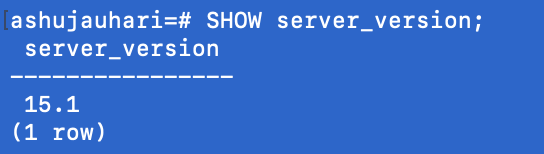 ashujauhari=# SHOW server_version;
 server_version
----------------
 15.1
(1 row)